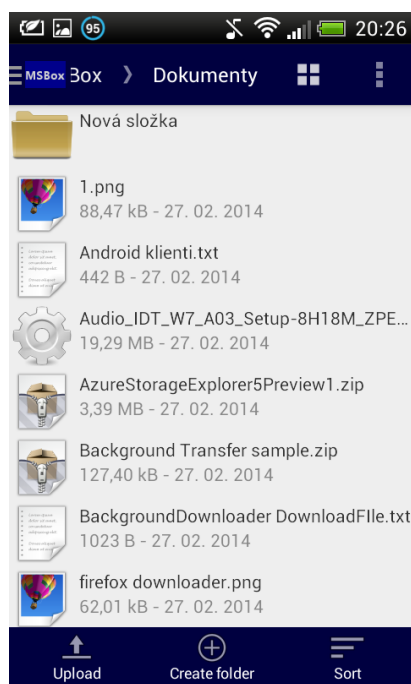 95 20:26
MSBox Box 〉 Dokumenty
Nová složka
1.png
88,47 kB - 27. 02. 2014
Android klienti.txt
442 B - 27. 02. 2014
Audio_IDT_W7_A03_Setup-8H18M_ZPE...
19,29 MB - 27. 02. 2014
AzureStorageExplorer5Preview1.zip
3,39 MB - 27. 02. 2014
Background Transfer sample.zip
127,40 kB - 27. 02. 2014
BackgroundDownloader DownloadFIle.txt
1023 B - 27. 02. 2014
firefox downloader.png
62,01 kB - 27. 02. 2014
Upload Create folder Sort